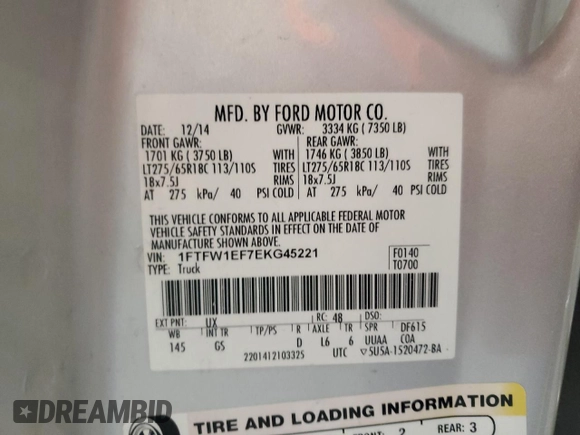 MFD. BY FORD MOTOR CO.
DATE: 12/14 GVWR: 3334 KG (7350 LB)
FRONT GAWR: REAR GAWR:
1701 KG (3750 LB) WITH 1746 KG (3850 LB) WITH
LT275/65R18C 113/110S TIRES LT275/65R18C 113/110S TIRES
18x7.5J RIMS 18x7.5J RIMS
AT 275 kPa/ 40 PSI COLD AT 275 kPa/ 40 PSI COLD
THIS VEHICLE CONFORMS TO ALL APPLICABLE FEDERAL MOTOR
VEHICLE SAFETY STANDARDS IN EFFECT ON THE DATE OF
MANUFACTURE SHOWN ABOVE.
VIN: 1FTFW1EF7EKG45221 F0140
TYPE: Truck T0700
EXT PNT: UX RC: 48 DSO:
WB INT TR TP/PS R AXLE TR SPR DF615
145 GS D L6 6 UUAA COA
2201412103325 UTC ▽5U5A-1520472-BA
TIRE AND LOADING INFORMATION
FRONT: 2 REAR: 3
DREAMBID